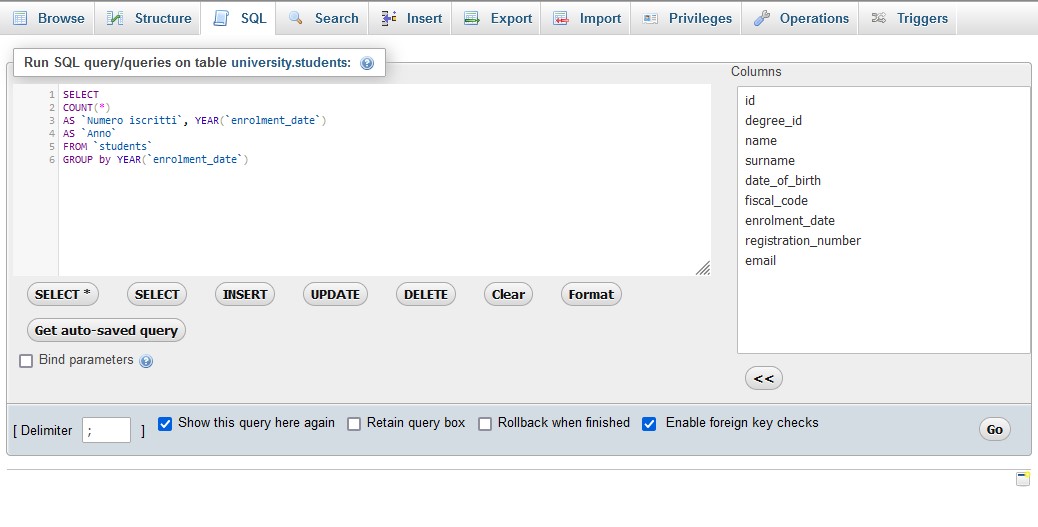 Browse Structure SQL Search Insert Export Import Privileges Operations Triggers
Run SQL query/queries on table university.students:
Columns
1 SELECT
2 COUNT(*)
3 AS `Numero iscritti`, YEAR(`enrolment_date`)
4 AS `Anno`
5 FROM `students`
6 GROUP by YEAR(`enrolment_date`)
id
degree_id
name
surname
date_of_birth
fiscal_code
enrolment_date
registration_number
email
SELECT * SELECT INSERT UPDATE DELETE Clear Format
Get auto-saved query
Bind parameters
<<
[ Delimiter ; ] Show this query here again Retain query box Rollback when finished Enable foreign key checks Go